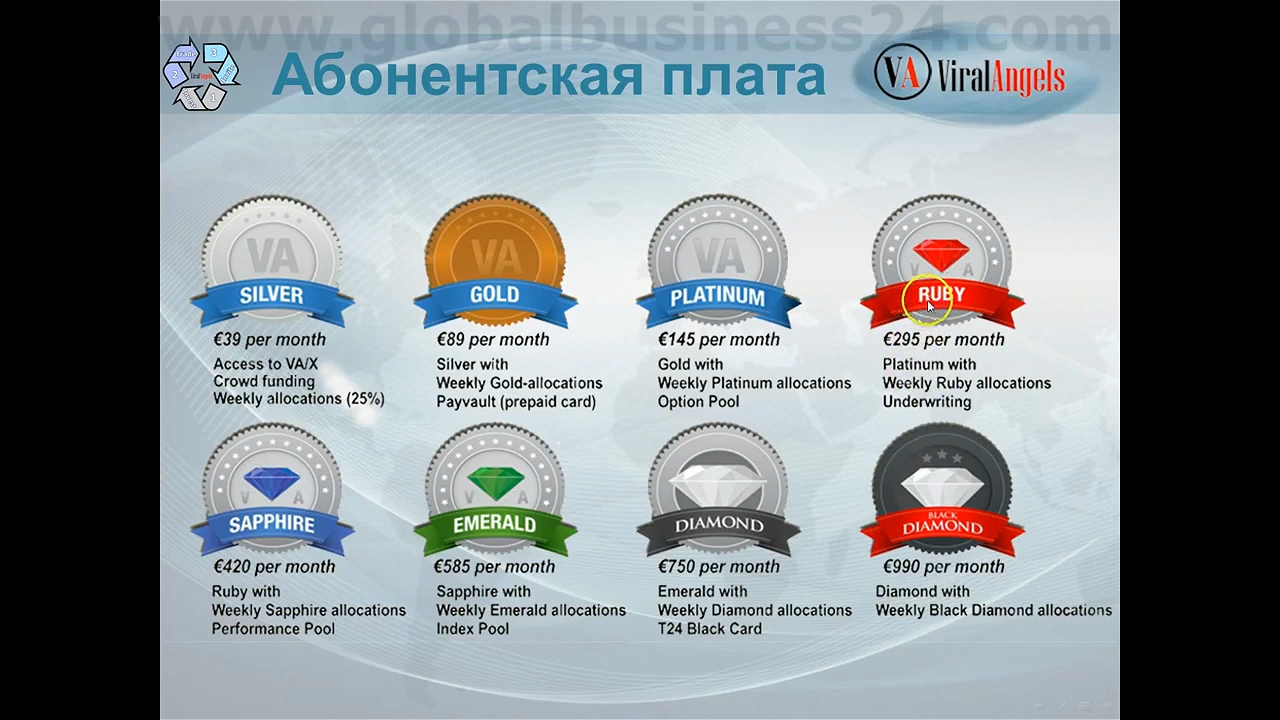 www.globalbusiness24.com
Абонентская плата
VA ViralAngels
Trade
3
2
1
VA
SILVER
€39 per month
Access to VA/X
Crowd funding
Weekly allocations (25%)
VA
GOLD
€89 per month
Silver with
Weekly Gold-allocations
Payvault (prepaid card)
VA
PLATINUM
€145 per month
Gold with
Weekly Platinum allocations
Option Pool
V A
RUBY
€295 per month
Platinum with
Weekly Ruby allocations
Underwriting
V A
SAPPHIRE
€420 per month
Ruby with
Weekly Sapphire allocations
Performance Pool
V A
EMERALD
€585 per month
Sapphire with
Weekly Emerald allocations
Index Pool
DIAMOND
€750 per month
Emerald with
Weekly Diamond allocations
T24 Black Card
BLACK
DIAMOND
€990 per month
Diamond with
Weekly Black Diamond allocations